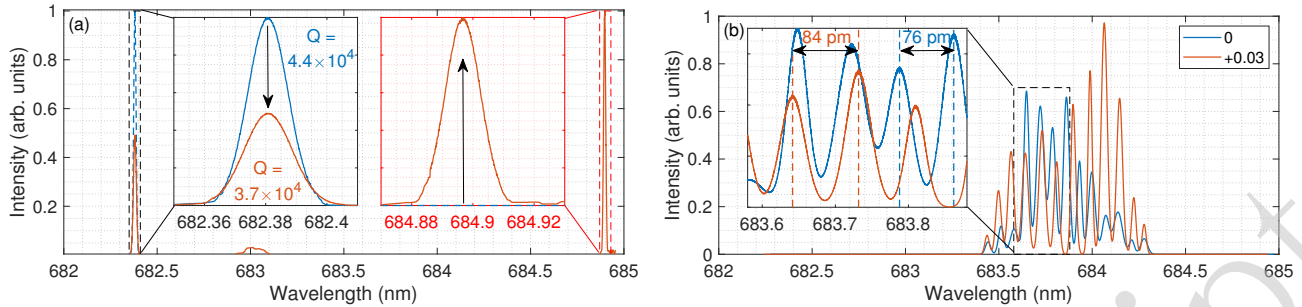 (a)
Intensity (arb. units)
1
0.8
0.6
0.4
0.2
Q =
4.4×10⁴
Q =
3.7×10⁴
682.36 682.38 682.4
684.88 684.9 684.92
682 682.5 683 683.5 684 684.5 685
Wavelength (nm)
(b)
Intensity (arb. units)
1
0.8
0.6
0.4
0.2
0
84 pm
76 pm
683.6 683.7 683.8
0
+0.03
682 682.5 683 683.5 684 684.5 685
Wavelength (nm)